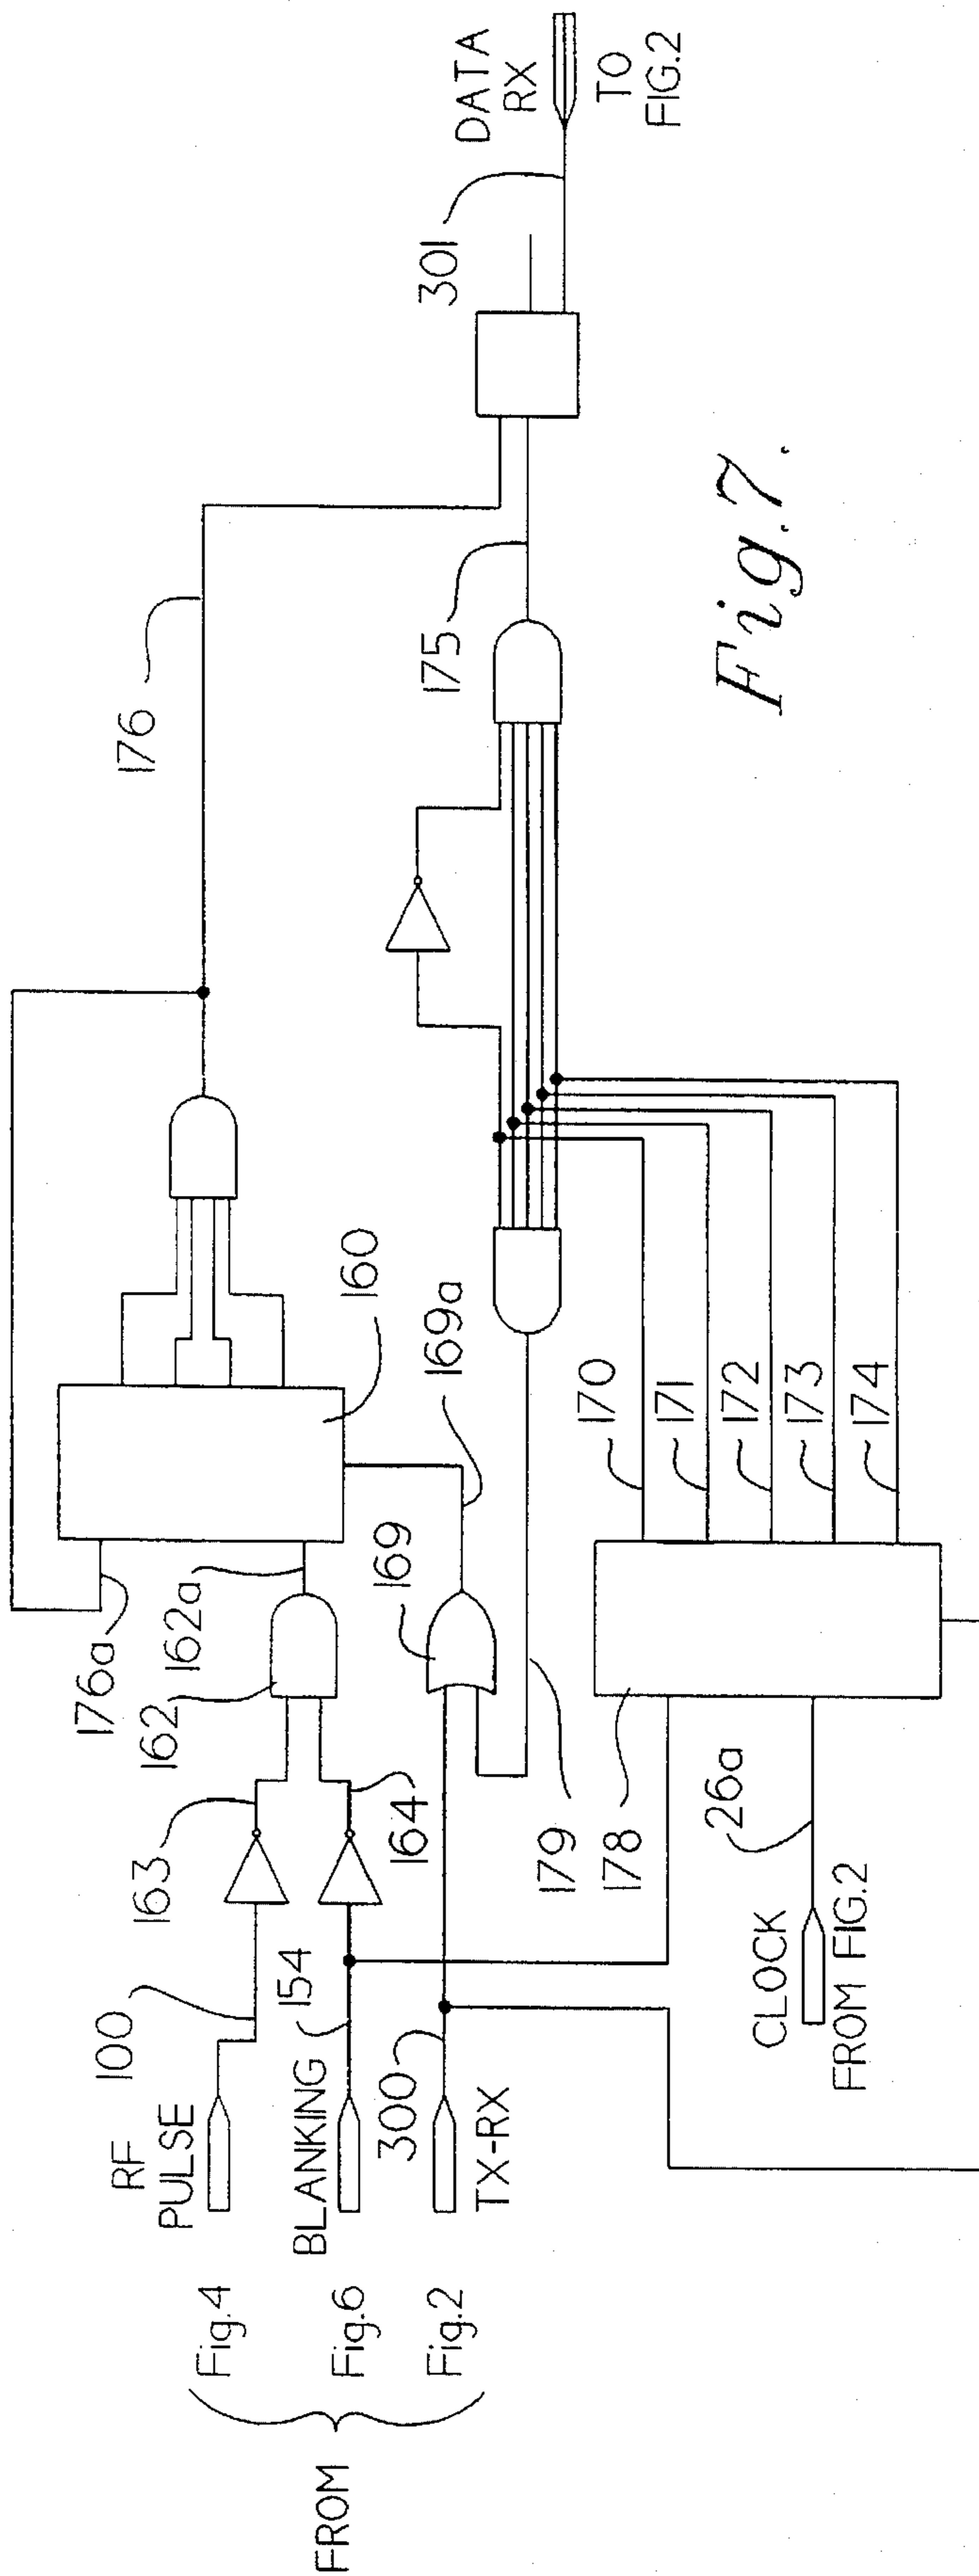 FROM
Fig.4
Fig.6
Fig.2
RF
PULSE
BLANKING
TX-RX
100
154
300
163
164
162
162a
176a
169
169a
160
179
178
26a
CLOCK
FROM FIG.2
170
171
172
173
174
176
175
301
DATA
RX
TO
FIG.2
Fig.7.